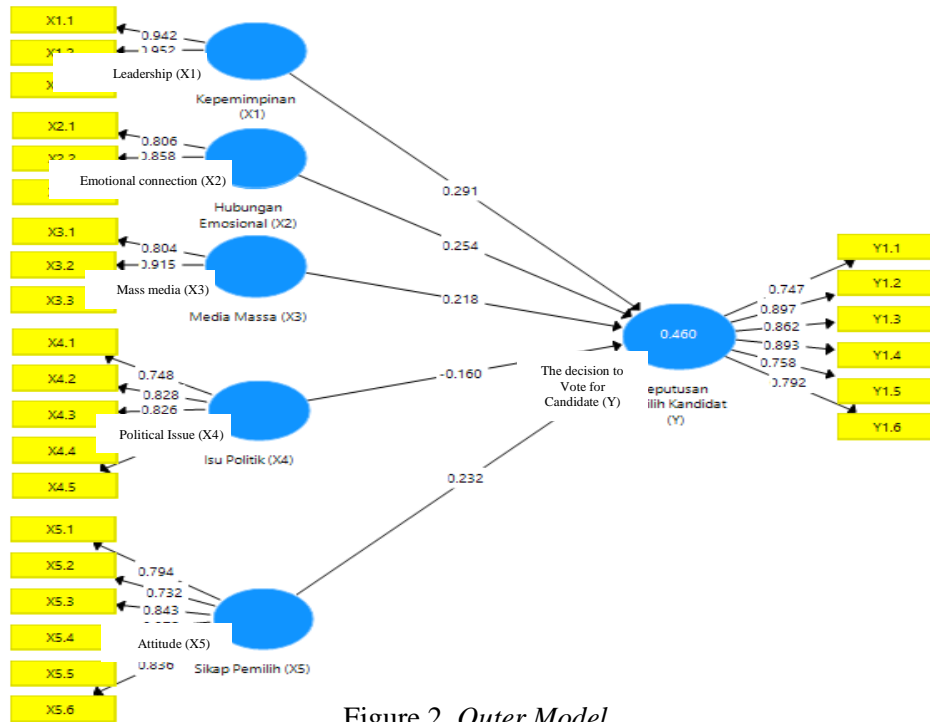 X1.1
0.942
0.952
Leadership (X1)
Kepemimpinan
(X1)
X2.1
0.806
0.858
Emotional connection (X2)
Hubungan
Emosional (X2)
X3.1
X3.2
X3.3
0.804
0.915
Mass media (X3)
Media Massa (X3)
X4.1
X4.2
X4.3
X4.4
X4.5
0.748
0.828
0.826
Political Issue (X4)
Isu Politik (X4)
X5.1
X5.2
X5.3
X5.4
X5.5
X5.6
0.794
0.732
0.843
0.836
Attitude (X5)
Sikap Pemilih (X5)
0.291
0.254
0.218
-0.160
0.232
0.460
The decision to
Vote for
Candidate (Y)
eputusan
ilih Kandidat
(Y)
0.747
0.897
0.862
0.893
0.758
0.792
Y1.1
Y1.2
Y1.3
Y1.4
Y1.5
Y1.6
Figure 2. Outer Model